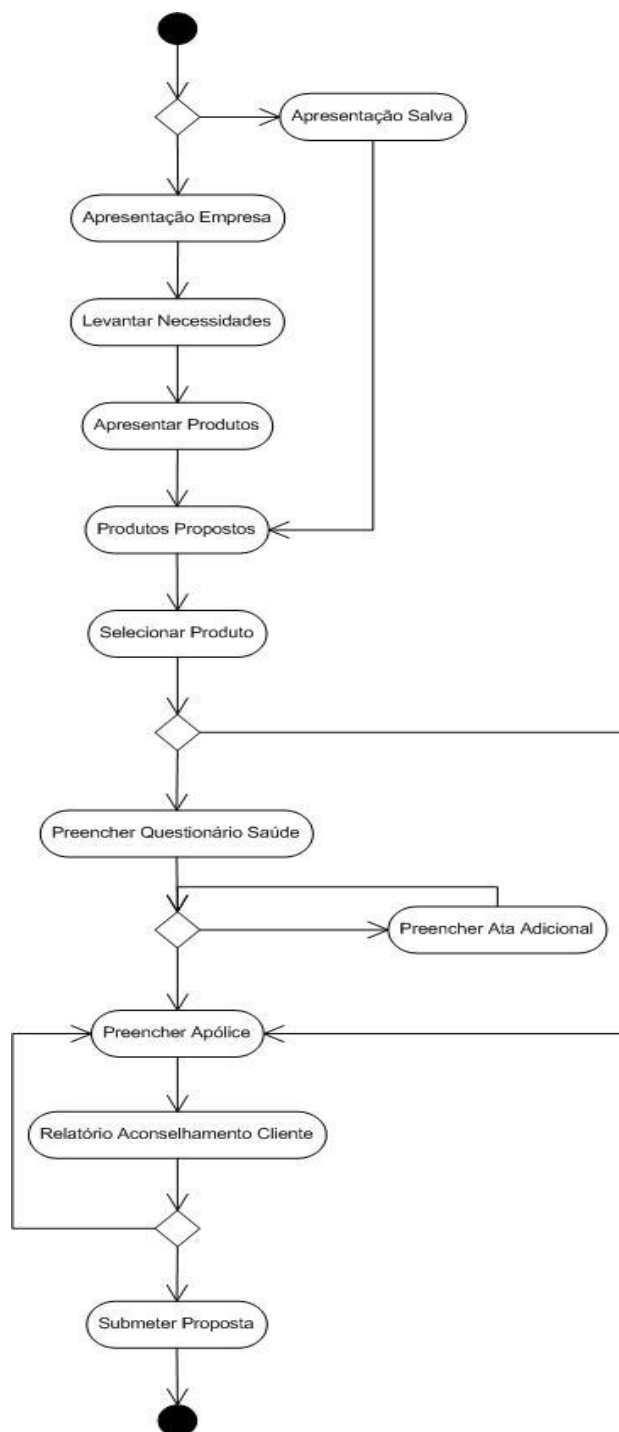 Apresentação Salva
Apresentação Empresa
Levantar Necessidades
Apresentar Produtos
Produtos Propostos
Selecionar Produto
Preencher Questionário Saúde
Preencher Ata Adicional
Preencher Apólice
Relatório Aconselhamento Cliente
Submeter Proposta